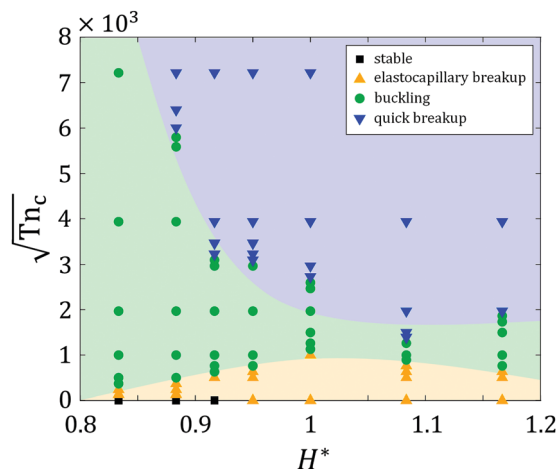 × 10³
8
7
6
5
4
3
2
1000
0
√Tn_c
stable
elastocapillary breakup
buckling
quick breakup
0.8 0.9 1 1.1 1.2
H*